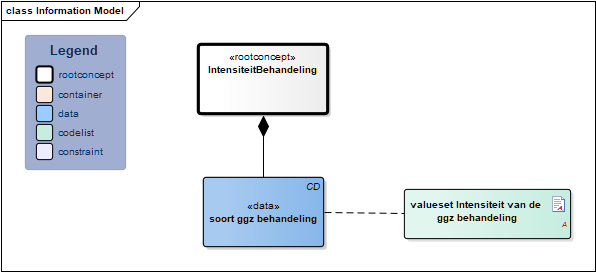 class Information Model
Legend
rootconcept
container
data
codelist
constraint
«rootconcept»
IntensiteitBehandeling
CD
«data»
soort ggz behandeling
valueset Intensiteit van de
ggz behandeling
A